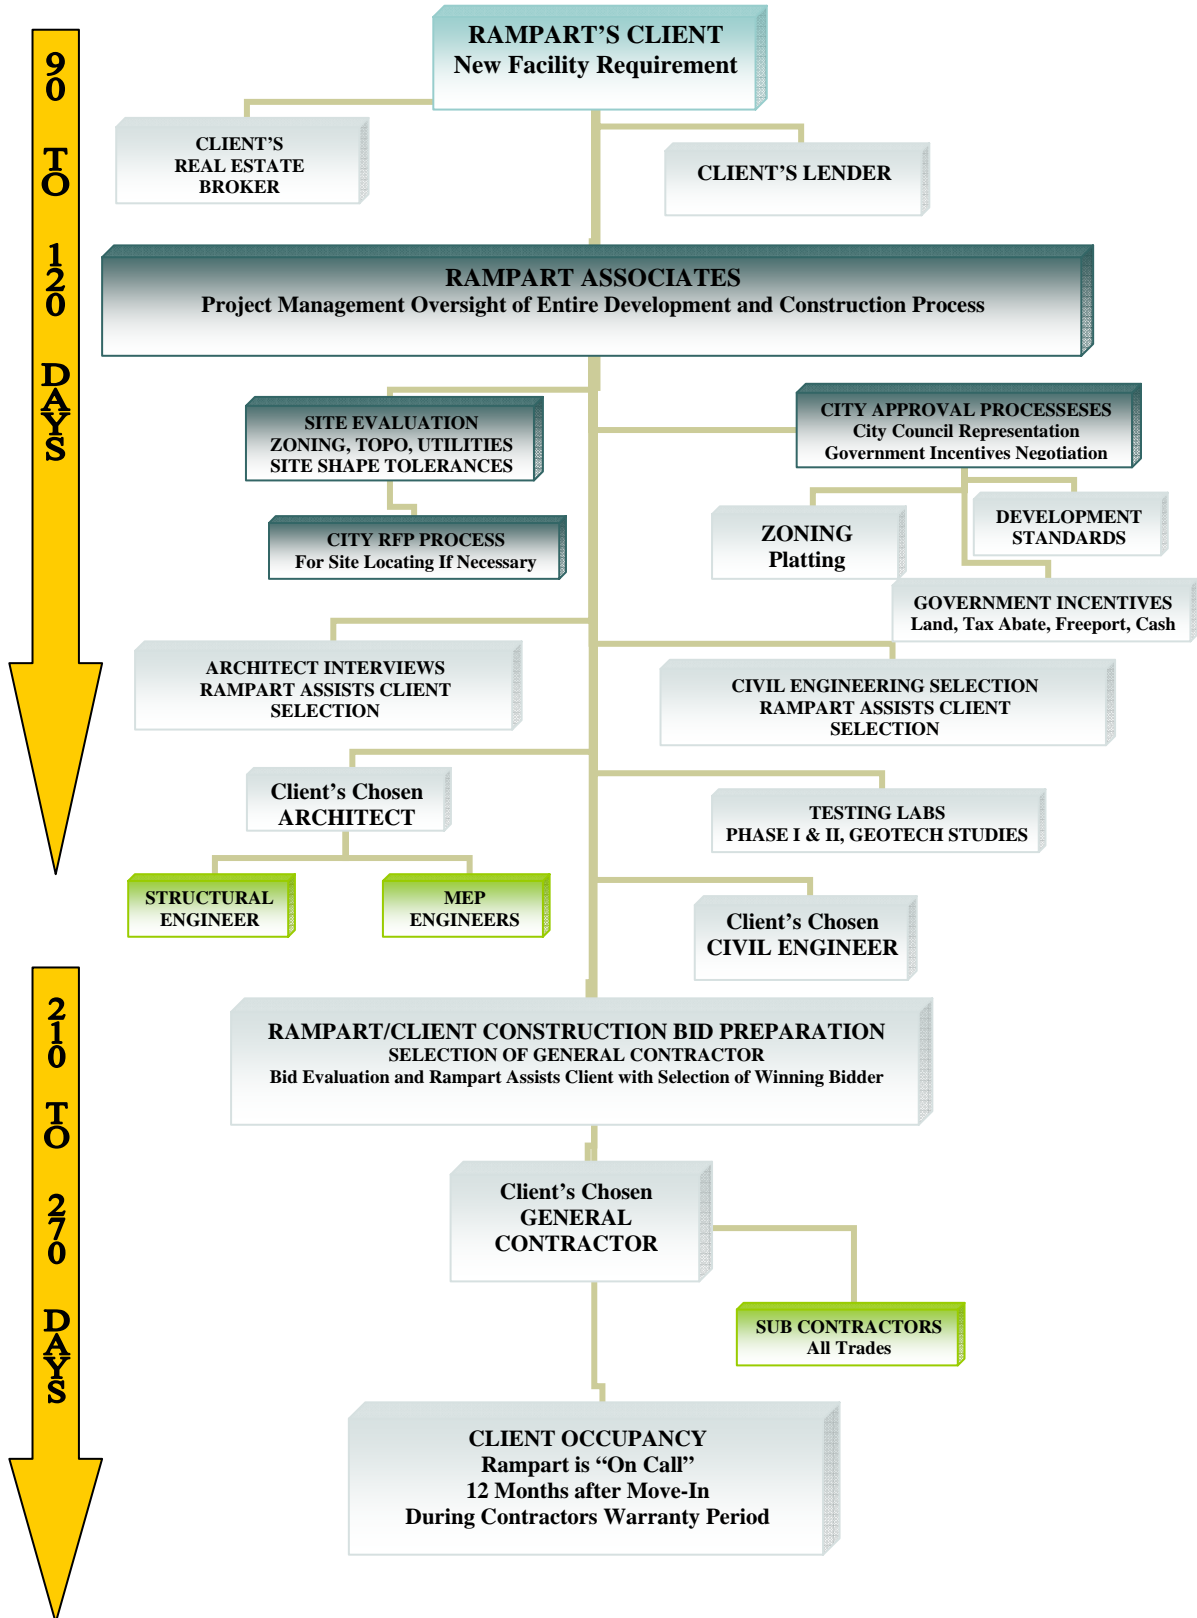 90 TO 120 DAYS
RAMPART'S CLIENT
New Facility Requirement
CLIENT'S
REAL ESTATE
BROKER
CLIENT'S LENDER
RAMPART ASSOCIATES
Project Management Oversight of Entire Development and Construction Process
SITE EVALUATION
ZONING, TOPO, UTILITIES
SITE SHAPE TOLERANCES
CITY APPROVAL PROCESSESES
City Council Representation
Government Incentives Negotiation
CITY RFP PROCESS
For Site Locating If Necessary
ZONING
Platting
DEVELOPMENT
STANDARDS
GOVERNMENT INCENTIVES
Land, Tax Abate, Freeport, Cash
ARCHITECT INTERVIEWS
RAMPART ASSISTS CLIENT
SELECTION
CIVIL ENGINEERING SELECTION
RAMPART ASSISTS CLIENT
SELECTION
Client's Chosen
ARCHITECT
TESTING LABS
PHASE I & II, GEOTECH STUDIES
STRUCTURAL
ENGINEER
MEP
ENGINEERS
Client's Chosen
CIVIL ENGINEER
210 TO 270 DAYS
RAMPART/CLIENT CONSTRUCTION BID PREPARATION
SELECTION OF GENERAL CONTRACTOR
Bid Evaluation and Rampart Assists Client with Selection of Winning Bidder
Client's Chosen
GENERAL
CONTRACTOR
SUB CONTRACTORS
All Trades
CLIENT OCCUPANCY
Rampart is “On Call”
12 Months after Move-In
During Contractors Warranty Period